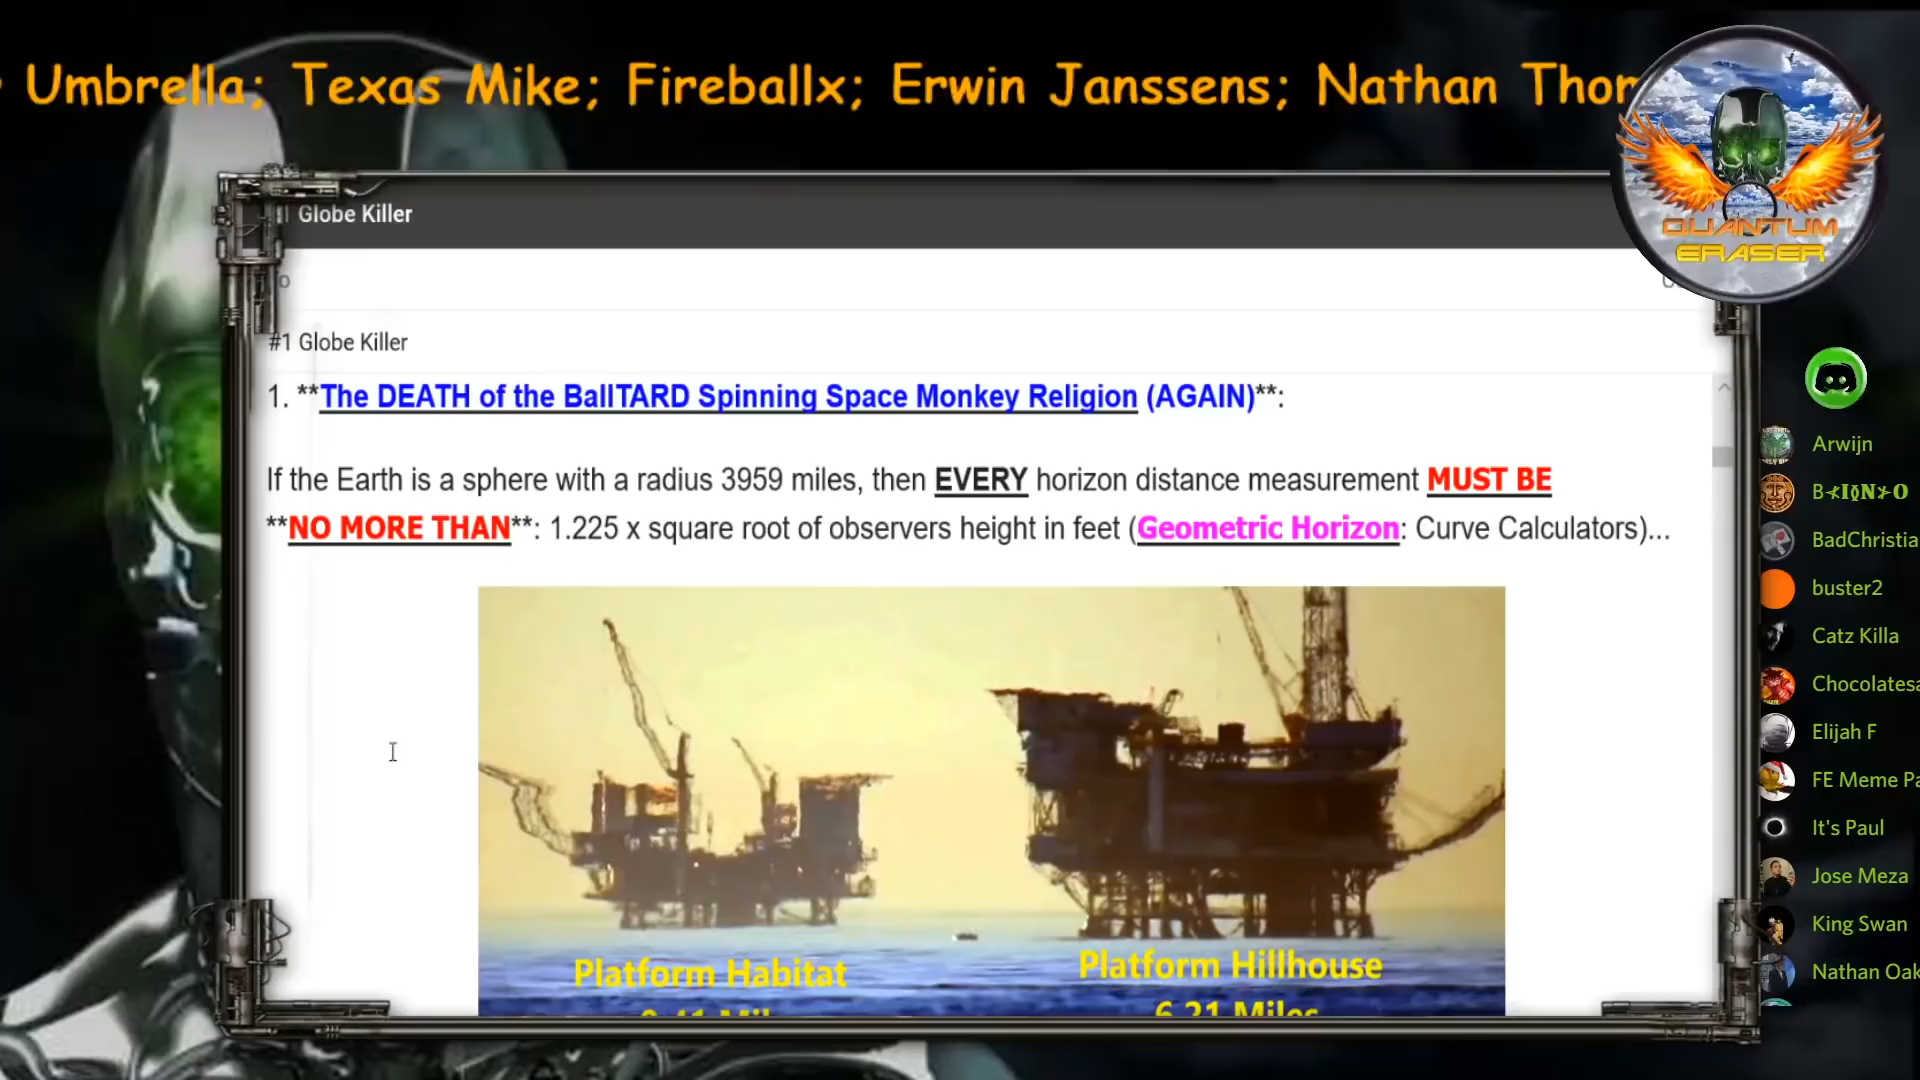 Umbrella; Texas Mike; Fireballx; Erwin Janssens; Nathan
QUANTUM
ERASER
Globe Killer
#1 Globe Killer
1. **The DEATH of the BallTARD Spinning Space Monkey Religion (AGAIN)**:
If the Earth is a sphere with a radius 3959 miles, then EVERY horizon distance measurement MUST BE
**NO MORE THAN**: 1.225 x square root of observers height in feet (Geometric Horizon: Curve Calculators)...
Platform Habitat
Platform Hillhouse
6.21 Miles
Arwijn
BadChristia
buster2
Catz Killa
Chocolatesa
Elijah F
FE Meme Pa
It's Paul
Jose Meza
King Swan
Nathan Oak